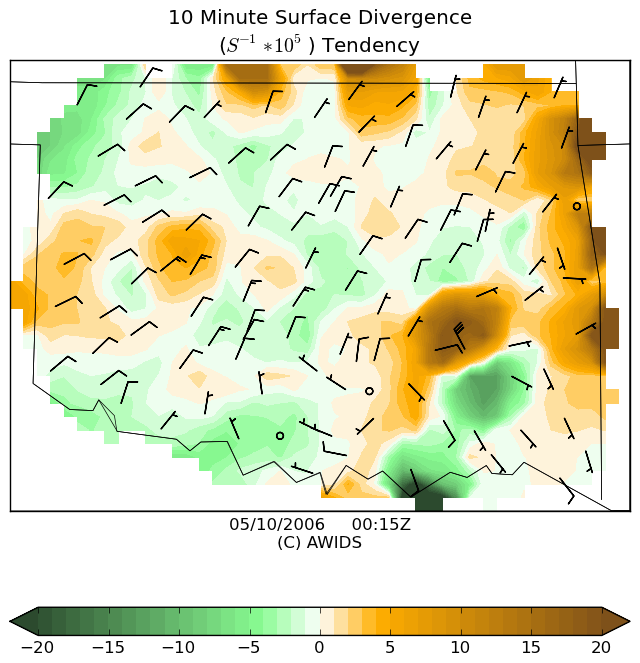 10 Minute Surface Divergence
(S⁻¹ *10⁵ ) Tendency
05/10/2006 00:15Z
(C) AWIDS
−20 −15 −10 −5 0 5 10 15 20